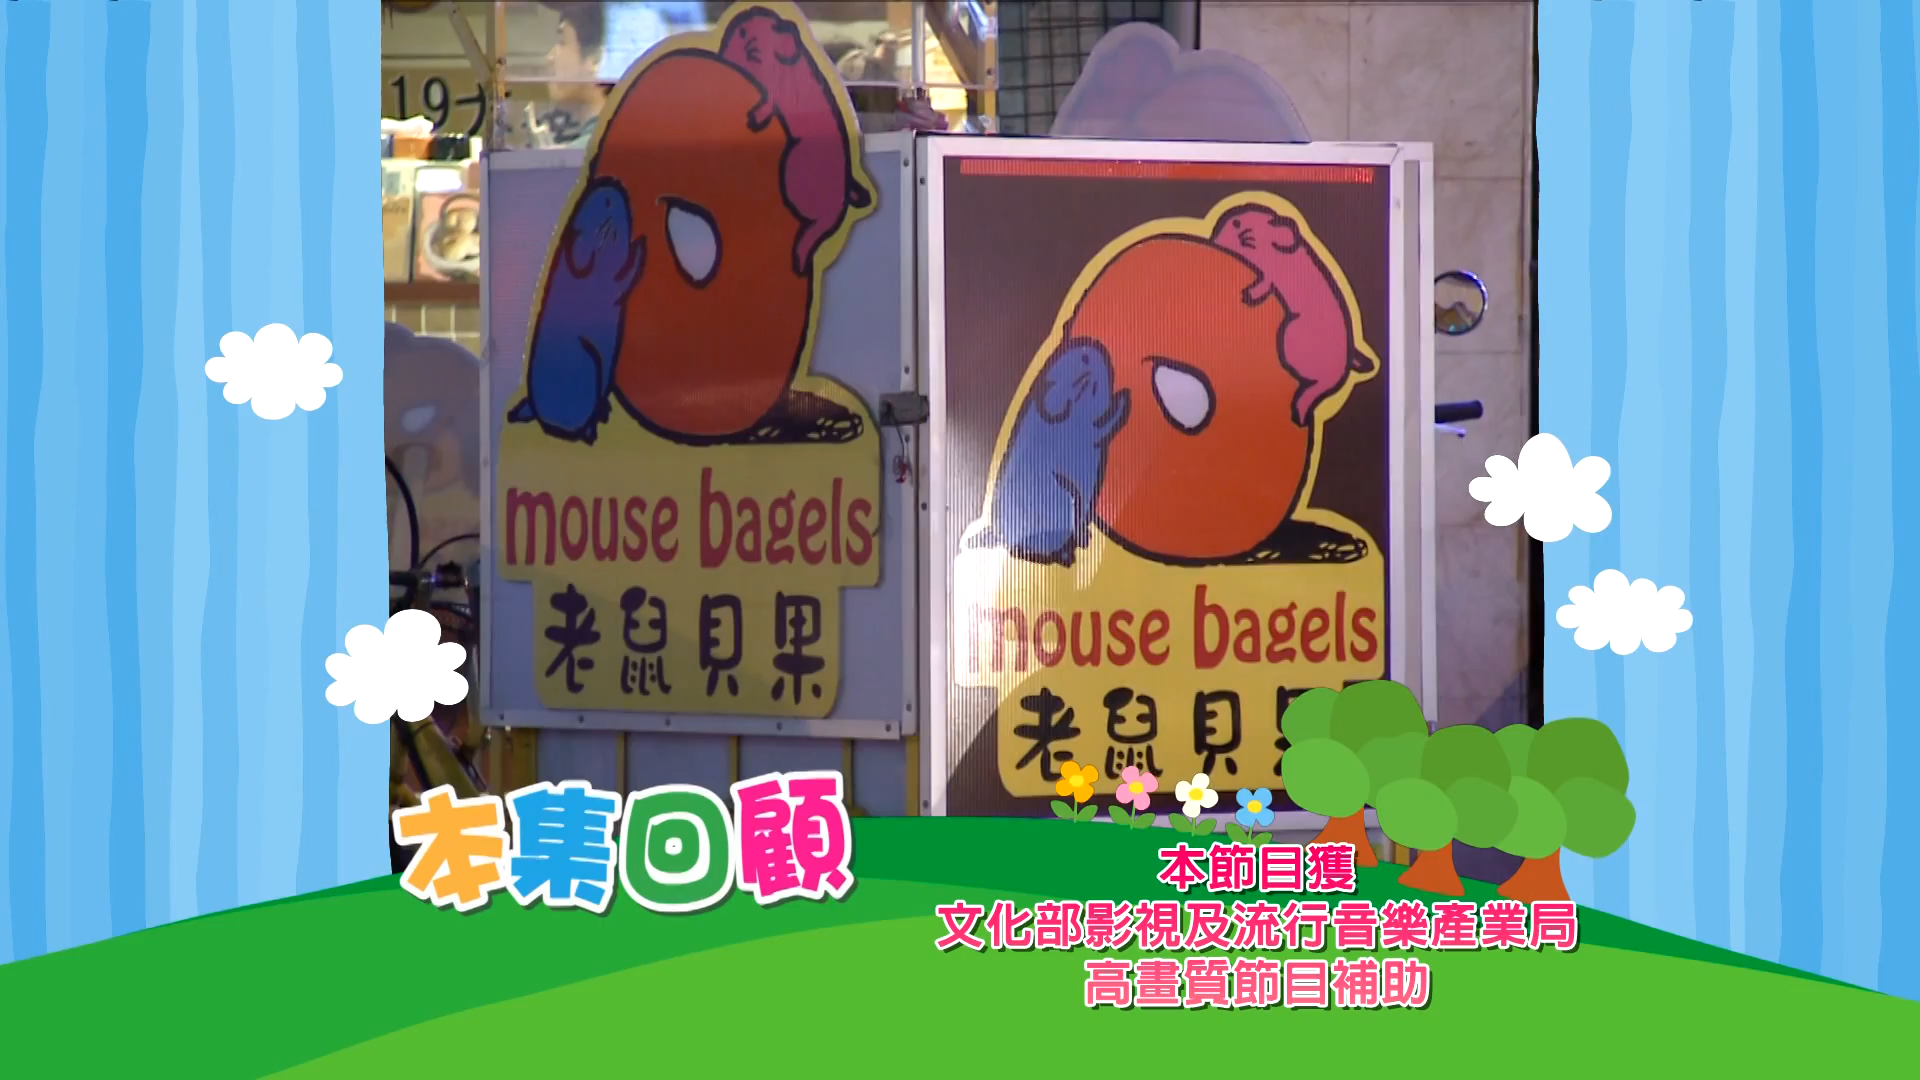 19
mouse bagels
老鼠貝果
mouse bagels
老鼠貝
本集回顧
本節目獲
文化部影視及流行音樂產業局
高畫質節目補助